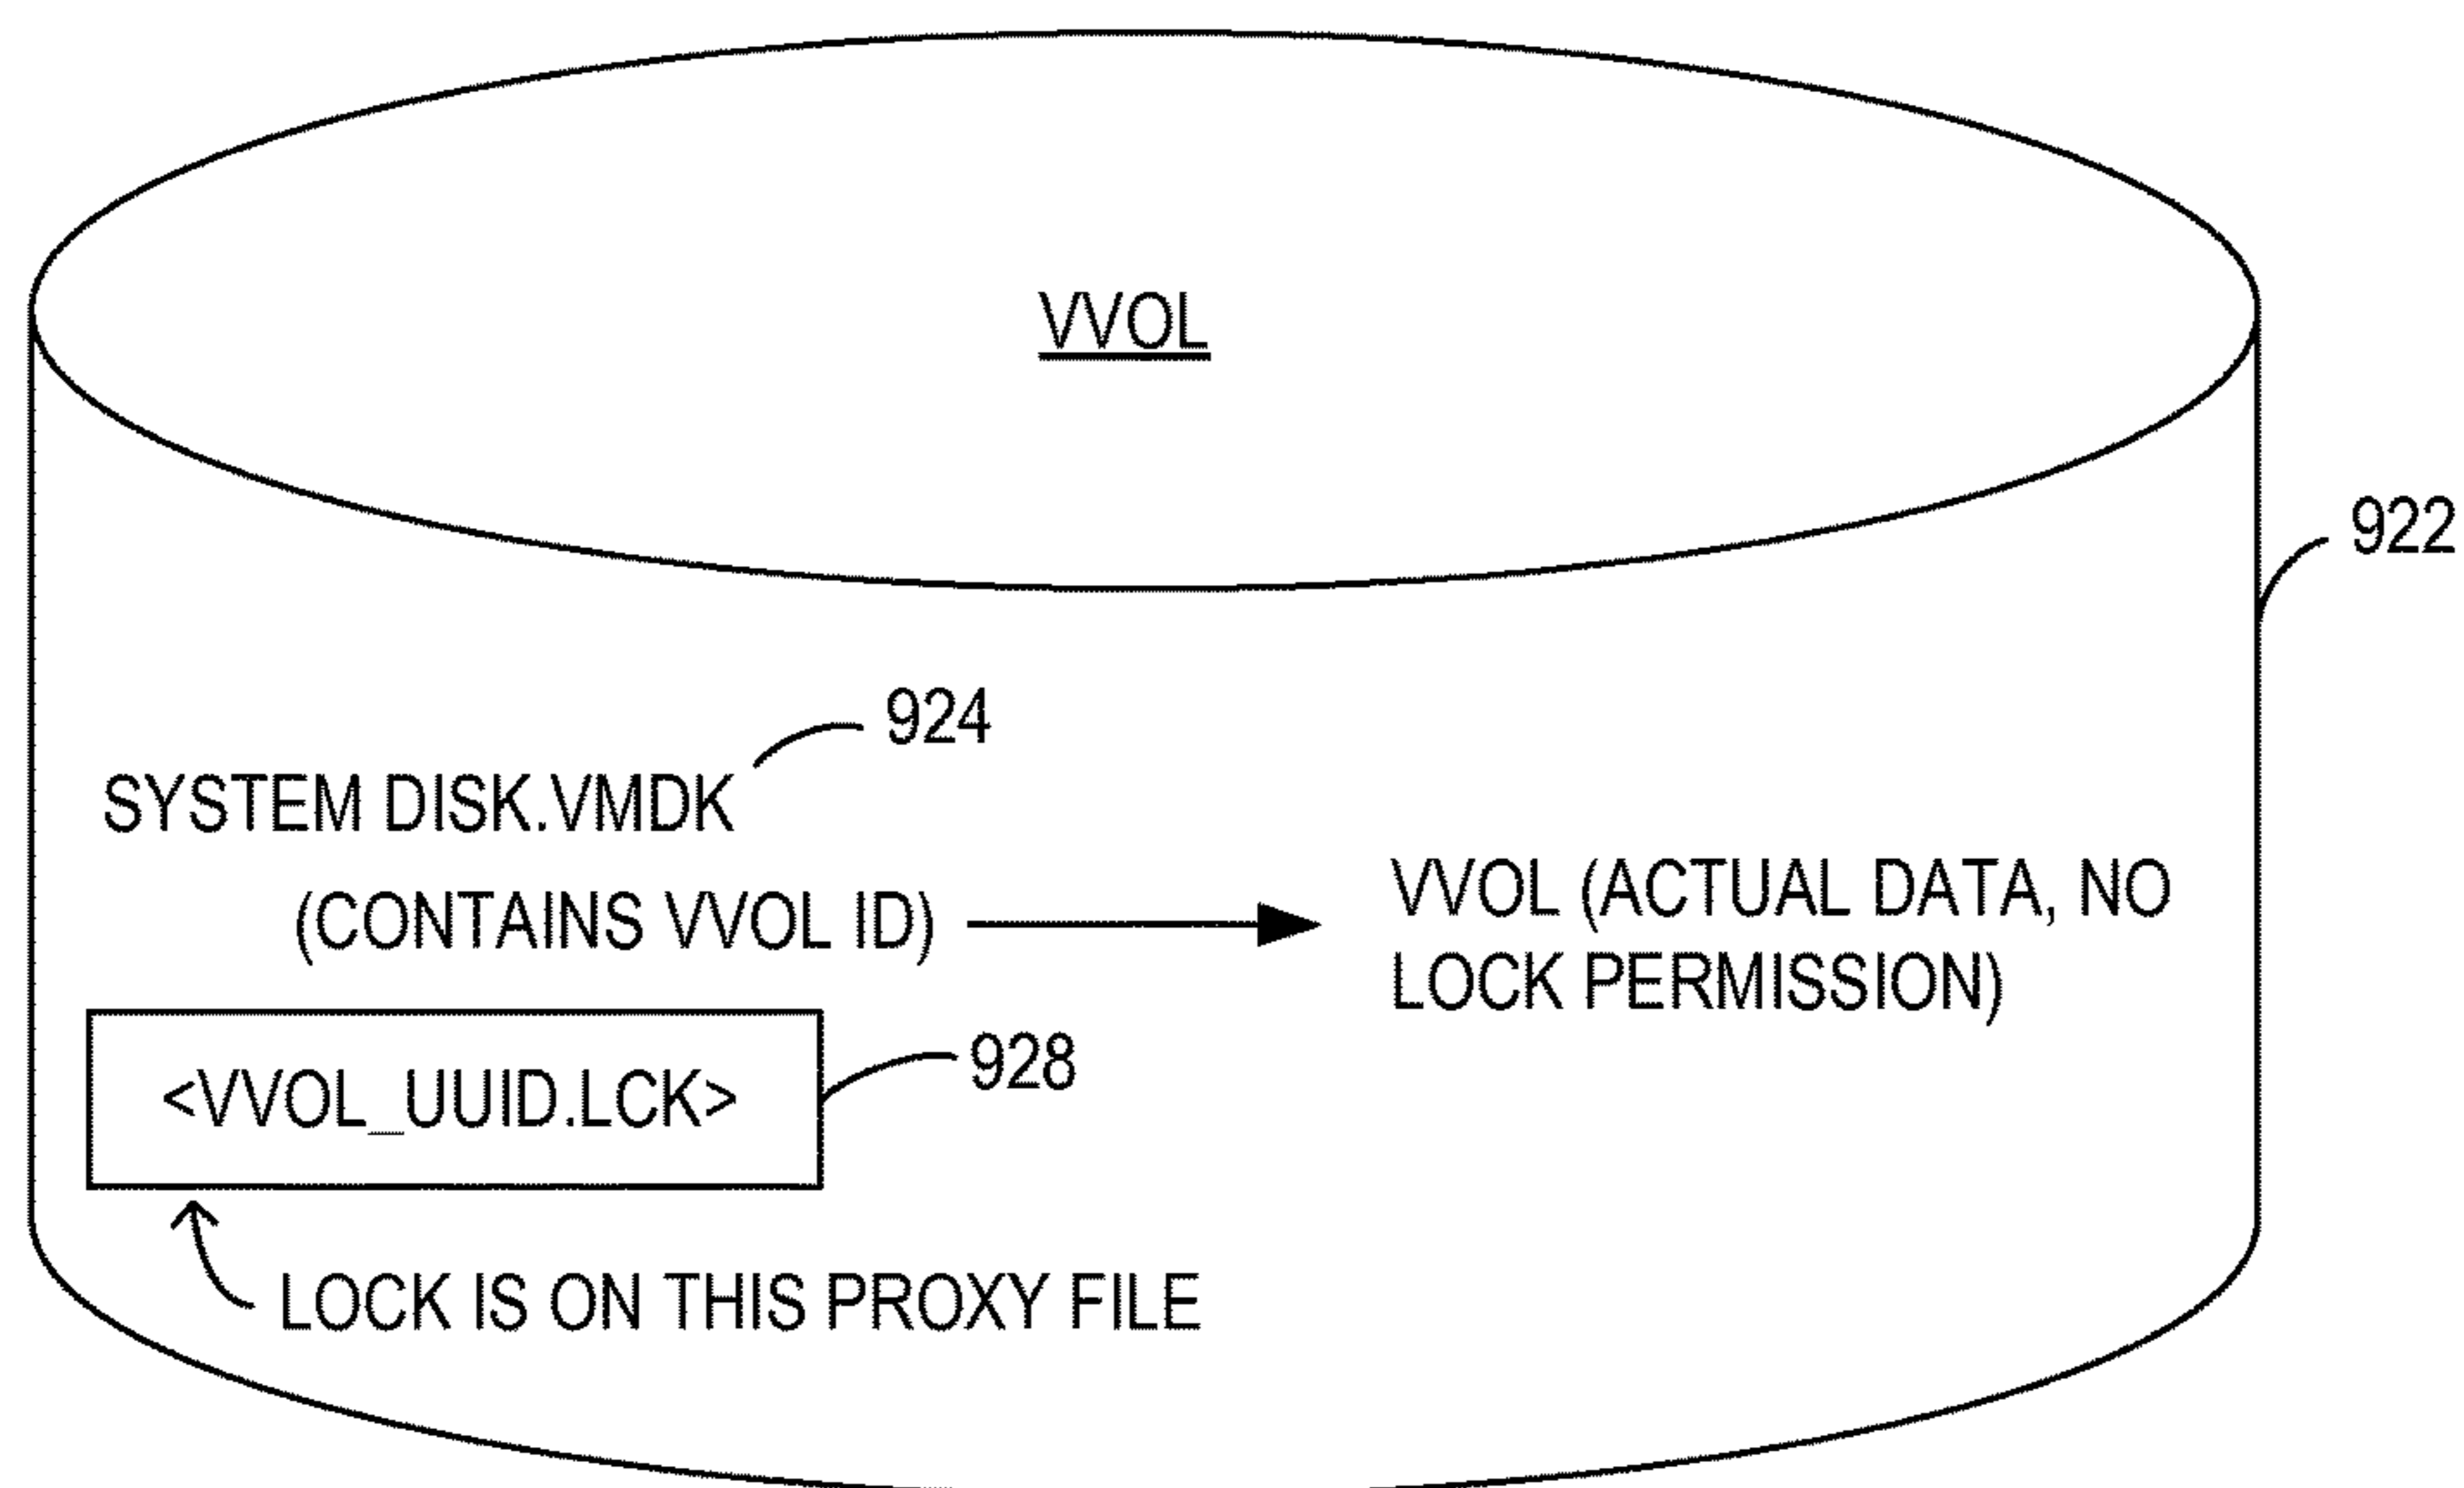 VVOL
922
924
SYSTEM DISK.VMDK
(CONTAINS VVOL ID)
VVOL (ACTUAL DATA, NO
LOCK PERMISSION)
928
<VVOL_UUID.LCK>
LOCK IS ON THIS PROXY FILE